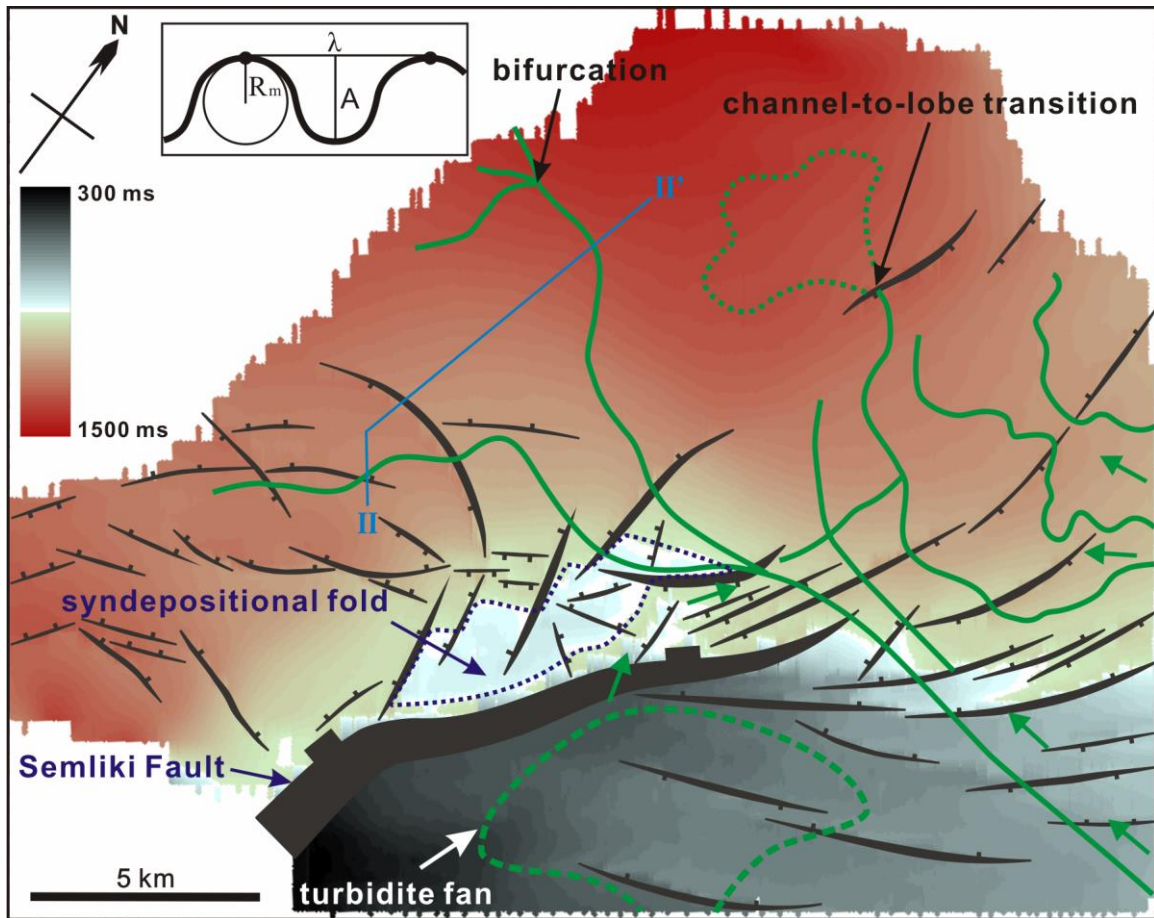 N
λ
Rm
A
bifurcation
channel-to-lobe transition
300 ms
1500 ms
II'
II
syndepositional fold
Semliki Fault
5 km
turbidite fan